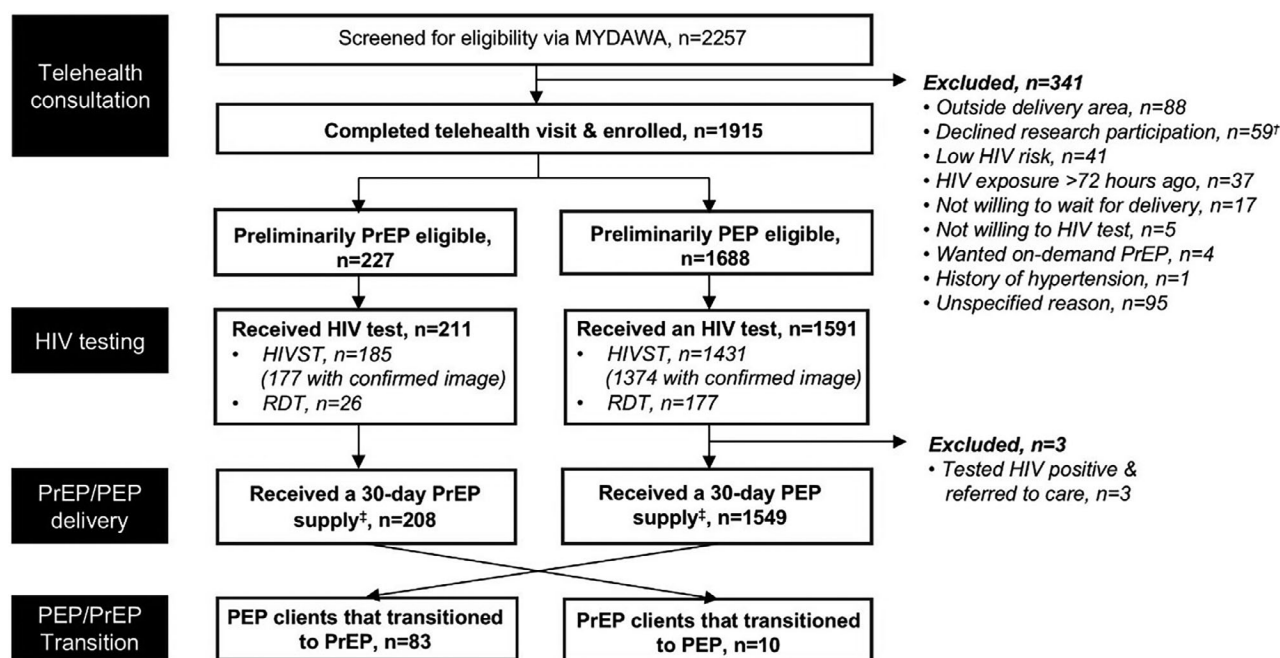 Telehealth
consultation
Screened for eligibility via MYDAWA, n=2257
Excluded, n=341
• Outside delivery area, n=88
• Declined research participation, n=59†
• Low HIV risk, n=41
• HIV exposure >72 hours ago, n=37
• Not willing to wait for delivery, n=17
• Not willing to HIV test, n=5
• Wanted on-demand PrEP, n=4
• History of hypertension, n=1
• Unspecified reason, n=95
Completed telehealth visit & enrolled, n=1915
Preliminarily PrEP eligible,
n=227
Preliminarily PEP eligible,
n=1688
HIV testing
Received HIV test, n=211
• HIVST, n=185
(177 with confirmed image)
• RDT, n=26
Received an HIV test, n=1591
• HIVST, n=1431
(1374 with confirmed image)
• RDT, n=177
Excluded, n=3
• Tested HIV positive &
referred to care, n=3
PrEP/PEP
delivery
Received a 30-day PrEP
supply‡, n=208
Received a 30-day PEP
supply‡, n=1549
PEP/PrEP
Transition
PEP clients that transitioned
to PrEP, n=83
PrEP clients that transitioned
to PEP, n=10